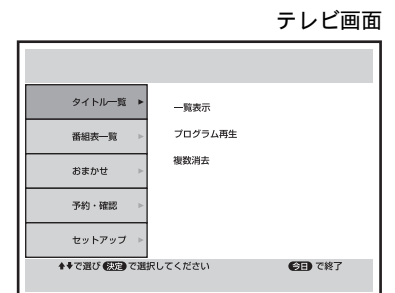 テレビ画面
タイトル一覧
一覧表示
番組表一覧
プログラム再生
複数消去
おまかせ
予約・確認
セットアップ
で選び 決定 で選択してください
今日 で終了